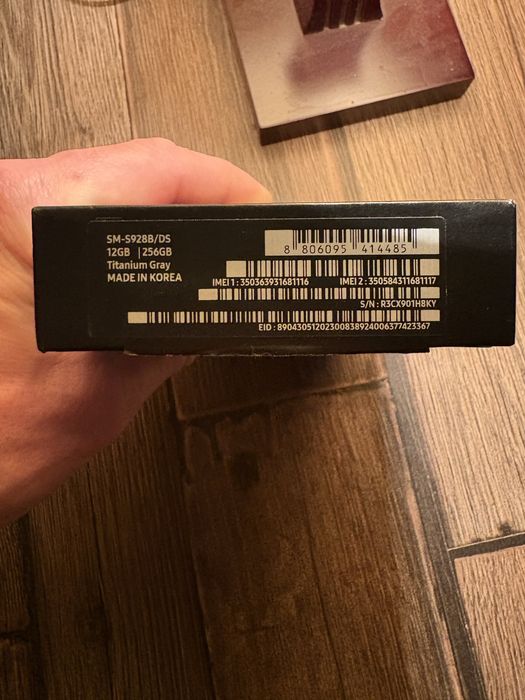 SM-S928B/DS
12GB | 256GB
Titanium Gray
MADE IN KOREA
8 806095 414485
IMEI 1 : 350363931681116 IMEI 2 : 350584311681117
S/N : R3CX901H8KY
EID : 89043051202300838924006377423367